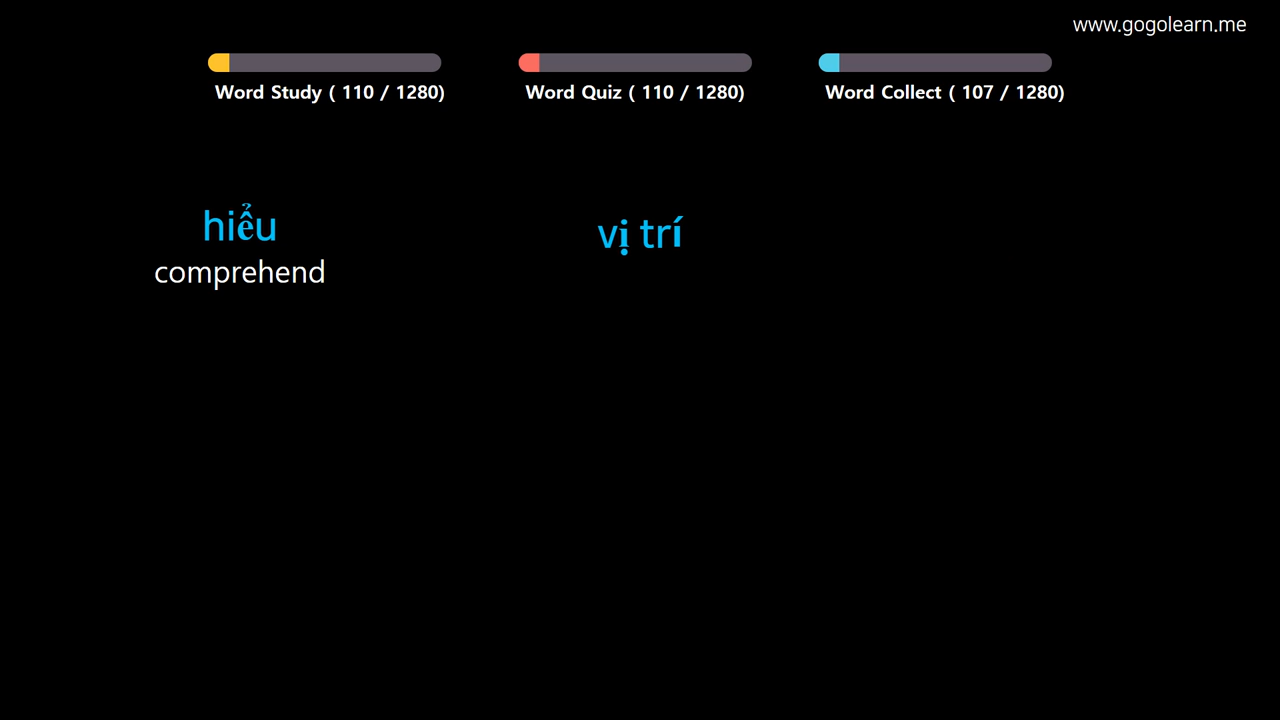 www.gogolearn.me
Word Study ( 110 / 1280)
Word Quiz ( 110 / 1280)
Word Collect ( 107 / 1280)
hiểu
comprehend
vị trí